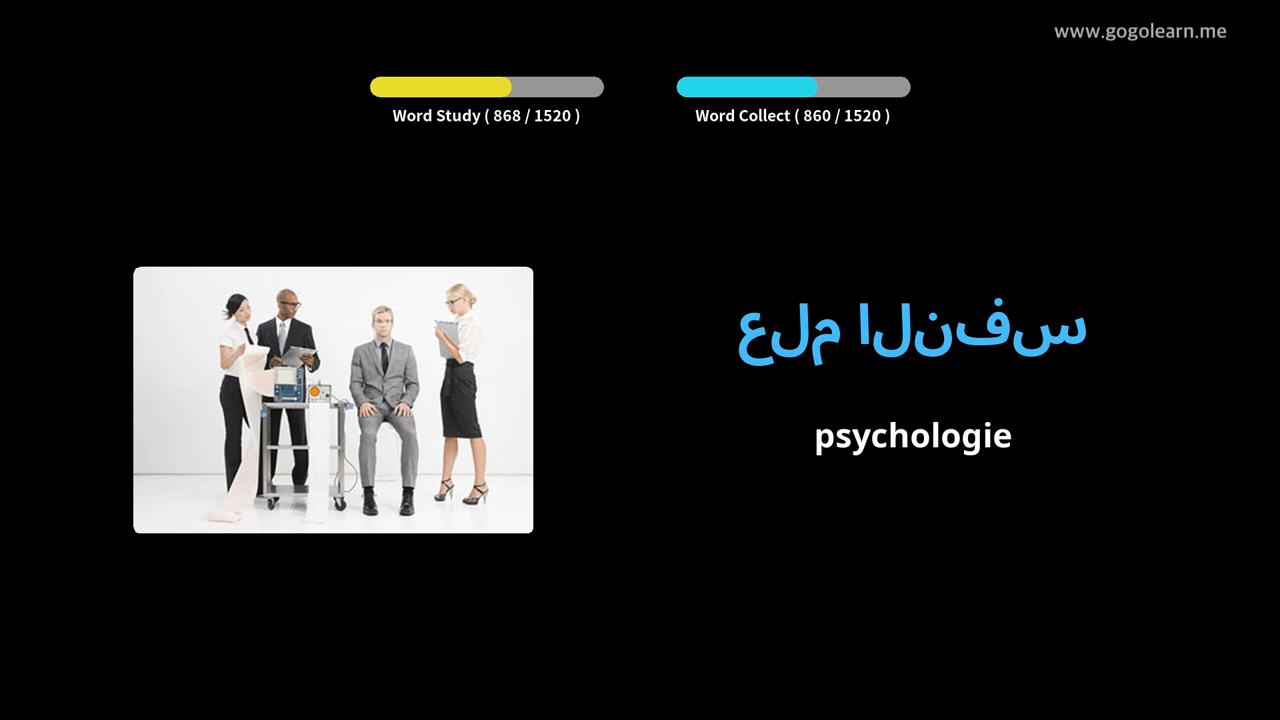 www.gogolearn.me
Word Study ( 868 / 1520 )
Word Collect ( 860 / 1520 )
علم النفس
psychologie